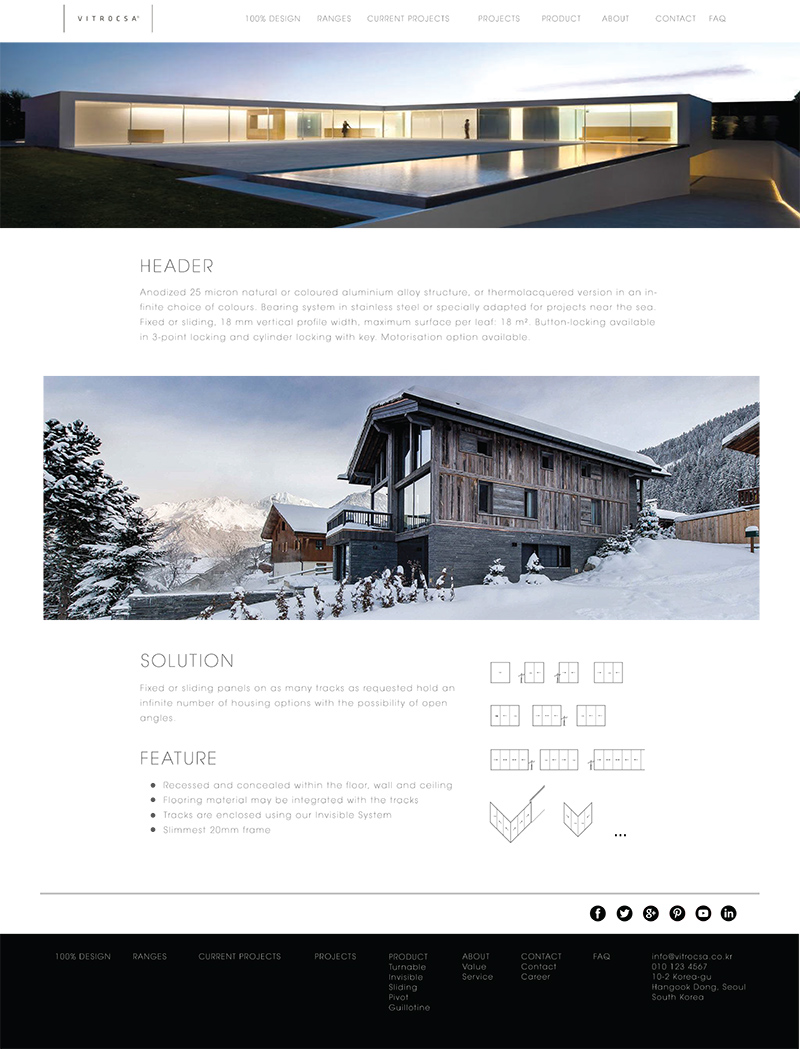 VITROCSA®
100% DESIGN RANGES CURRENT PROJECTS PROJECTS PRODUCT ABOUT CONTACT FAQ
HEADER
Anodized 25 micron natural or coloured aluminium alloy structure, or thermolacquered version in an in-
finite choice of colours. Bearing system in stainless steel or specially adapted for projects near the sea.
Fixed or sliding, 18 mm vertical profile width, maximum surface per leaf: 18 m². Button-locking available
in 3-point locking and cylinder locking with key. Motorisation option available.
SOLUTION
Fixed or sliding panels on as many tracks as requested hold an
infinite number of housing options with the possibility of open
angles.
FEATURE
● Recessed and concealed within the floor, wall and ceiling
● Flooring material may be integrated with the tracks
● Tracks are enclosed using our Invisible System
● Slimmest 20mm frame
...
100% DESIGN RANGES CURRENT PROJECTS PROJECTS
PRODUCT
Turnable
Invisible
Sliding
Pivot
Guillotine
ABOUT
Value
Service
CONTACT
Contact
Career
FAQ
info@vitrocsa.co.kr
010 123 4567
10-2 Korea-gu
Hangook Dong, Seoul
South Korea